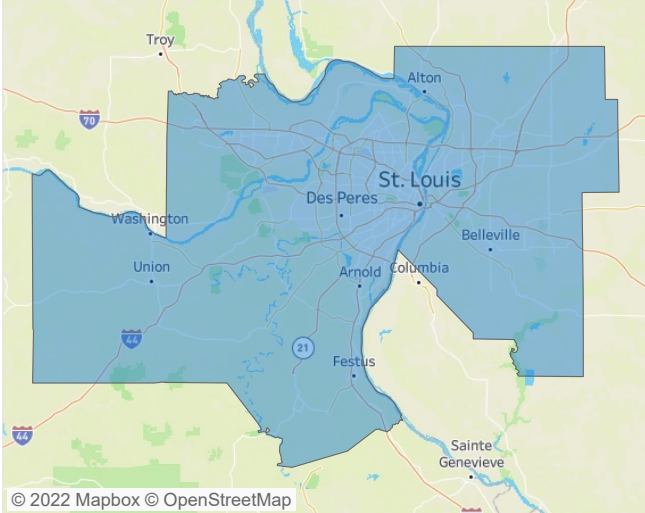 Troy
Alton
70
St. Louis
Des Peres
Washington
Belleville
Union
Arnold
Columbia
44
21
Festus
44
Sainte
Genevieve
© 2022 Mapbox © OpenStreetMap